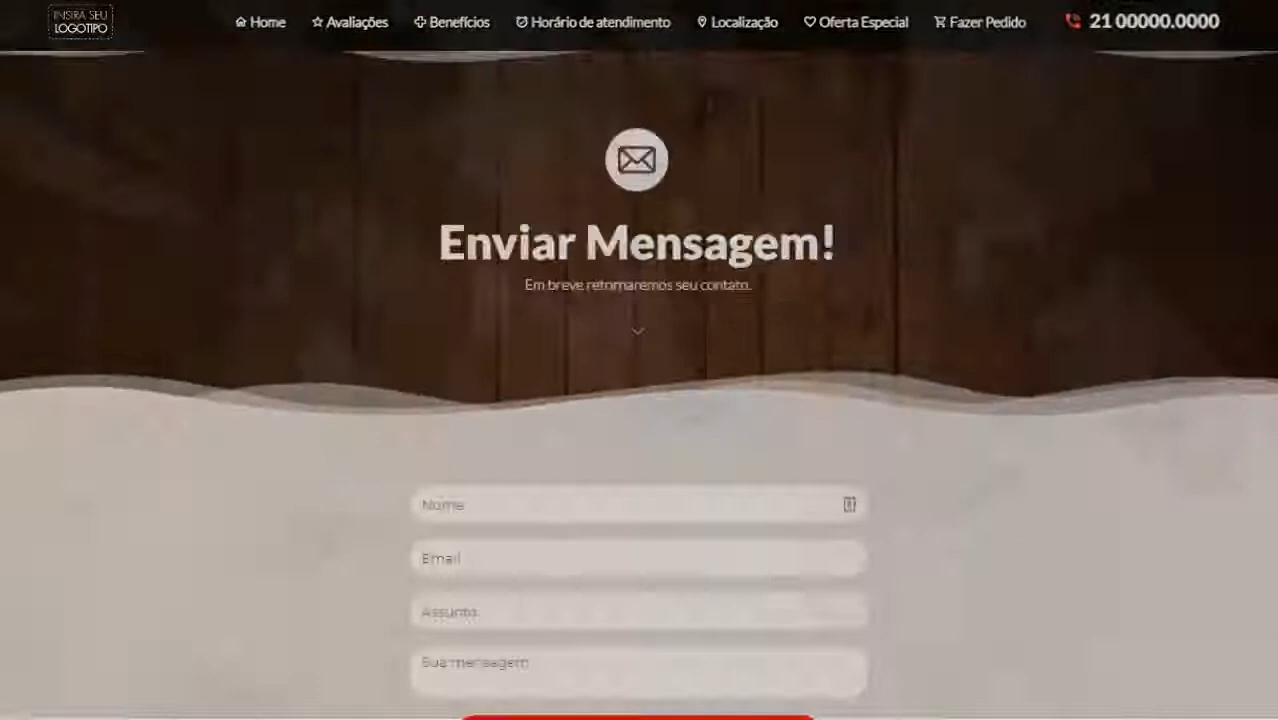 INSIRA SEU
LOGOTIPO
Home Avaliações Benefícios Horário de atendimento Localização Oferta Especial Fazer Pedido 21 00000.0000
Enviar Mensagem!
Em breve retornaremos seu contato.
Nome
Email
Assunto
Sua mensagem